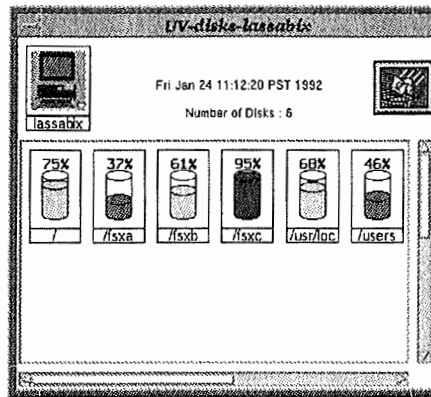 UV-disks-lassabix
Fri Jan 24 11:12:20 PST 1992
Number of Disks : 6
lassabix
75% 37% 61% 95% 68% 46%
/ /fsxa /fsxb /fsxc /usr/loc /users